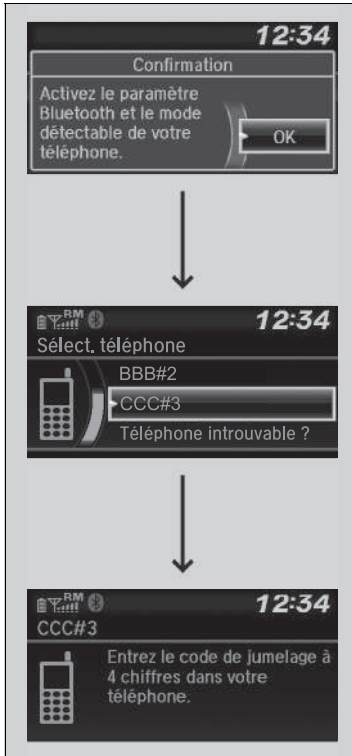 12:34
Confirmation
Activez le paramètre
Bluetooth et le mode
détectable de votre
téléphone.
OK
RM
12:34
Sélect. téléphone
BBB#2
CCC#3
Téléphone introuvable ?
RM
12:34
CCC#3
Entrez le code de jumelage à
4 chiffres dans votre
téléphone.